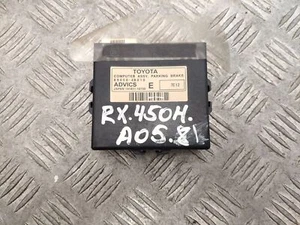 TOYOTA
COMPUTER ASSY, PARKING BRAKE
ADVICS E
RX.450H.
A05.81